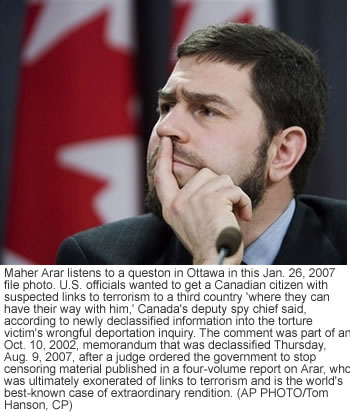 Maher Arar listens to a queston in Ottawa in this Jan. 26, 2007
file photo. U.S. officials wanted to get a Canadian citizen with
suspected links to terrorism to a third country 'where they can
have their way with him,' Canada's deputy spy chief said,
according to newly declassified information into the torture
victim's wrongful deportation inquiry. The comment was part of an
Oct. 10, 2002, memorandum that was declassified Thursday,
Aug. 9, 2007, after a judge ordered the government to stop
censoring material published in a four-volume report on Arar, who
was ultimately exonerated of links to terrorism and is the world's
best-known case of extraordinary rendition. (AP PHOTO/Tom
Hanson, CP)